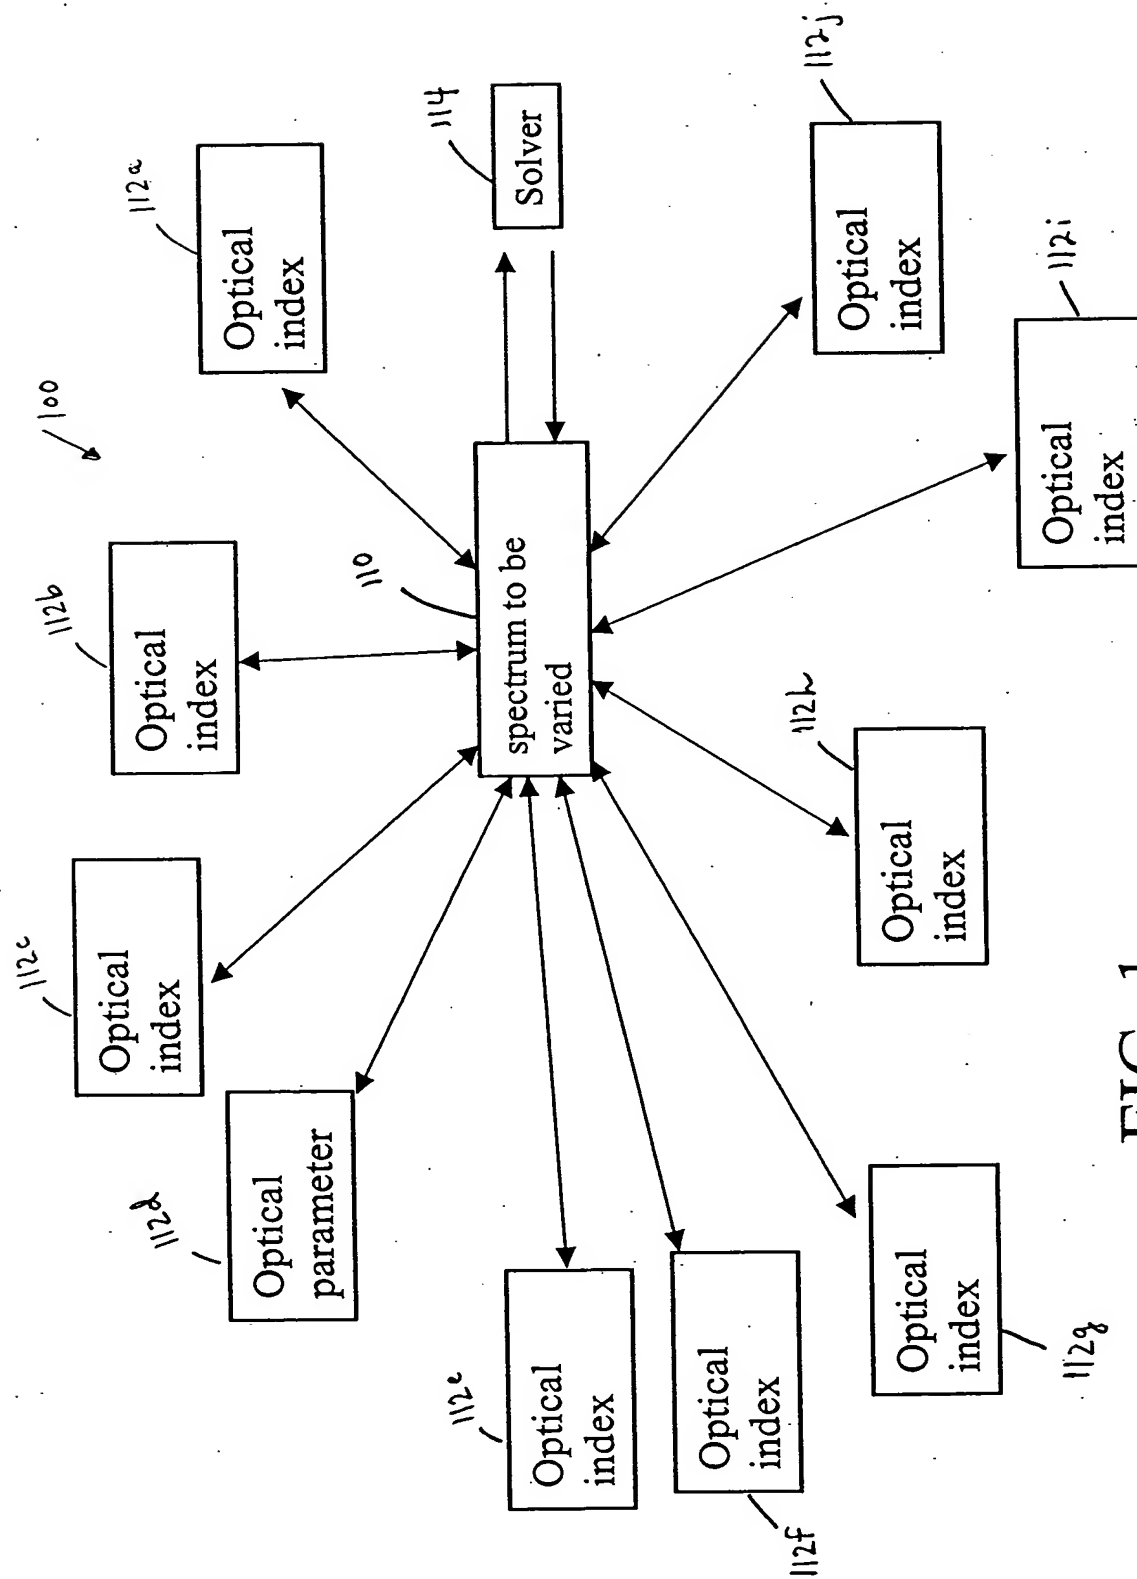 100
112a
Optical
index
112b
Optical
index
112c
Optical
index
112d
Optical
parameter
112e
Optical
index
112f
Optical
index
112g
Optical
index
112h
Optical
index
112i
Optical
index
112j
Optical
index
110
spectrum to be
varied
114
Solver
FIG. 1